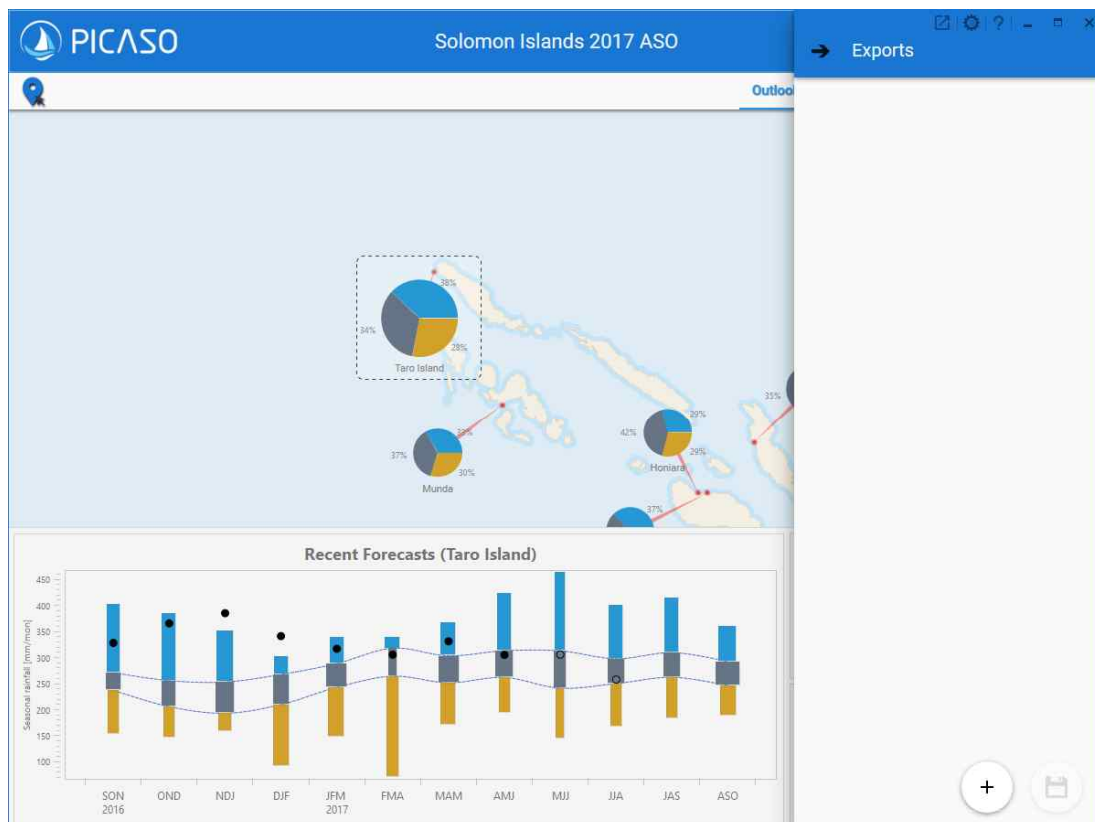 PICASO
Solomon Islands 2017 ASO
Exports
Outloo
38%
34%
28%
Taro Island
33%
37%
30%
Munda
29%
42%
29%
Honiara
35%
37%
Recent Forecasts (Taro Island)
Seasonal rainfall [mm/mon]
450
400
350
300
250
200
150
100
SON OND NDJ DJF JFM FMA MAM AMJ MJJ JJA JAS ASO
2016 2017